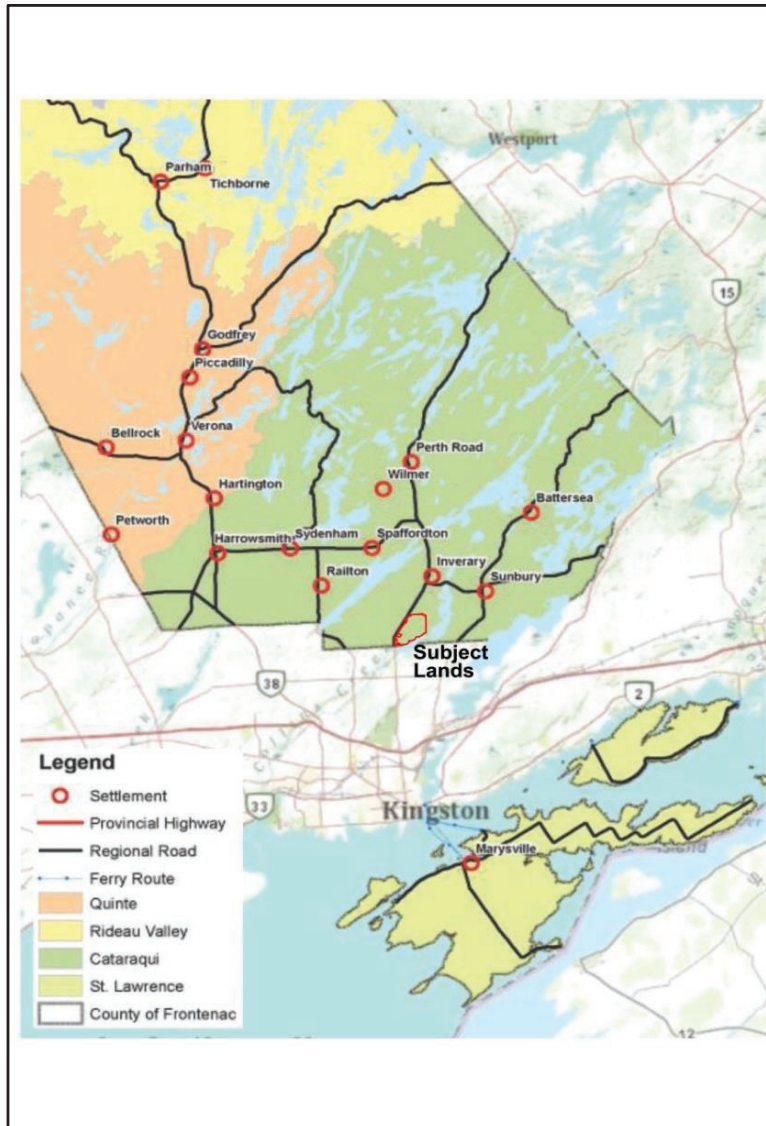 Westport
Parham
Tichborne
15
Godfrey
Piccadilly
Bellrock
Verona
Perth Road
Wilmer
Hartington
Battersea
Petworth
Harrowsmith
Sydenham
Spaffordton
Railton
Inverary
Sunbury
Subject
Lands
38
2
Legend
Settlement
Provincial Highway
Regional Road
Ferry Route
Quinte
Rideau Valley
Cataraqui
St. Lawrence
County of Frontenac
33
Kingston
Marysville
Island
12